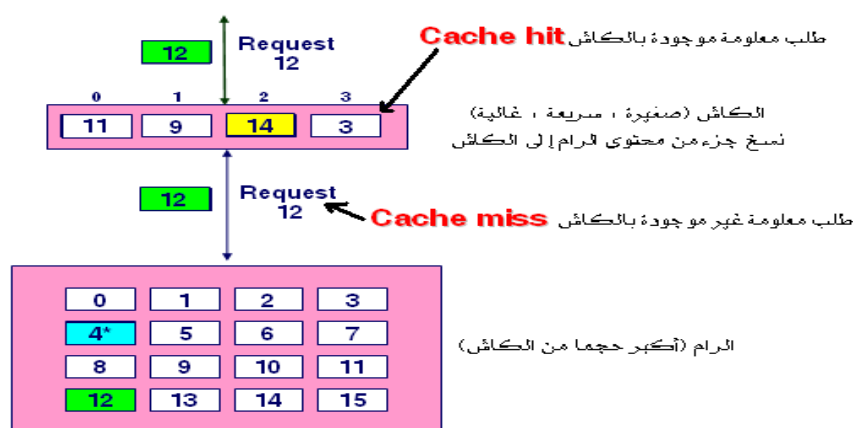 12
Request
12
Cache hit طلب معلومة موجودة بالكاش
0 1 2 3
11 9 14 3
الكاش (صغيرة ، سريعة ، غالية)
نسخ جزء من محتوى الرام إلى الكاش
12
Request
12
Cache miss طلب معلومة غير موجودة بالكاش
0 1 2 3
4* 5 6 7
الرام (أكبر حجما من الكاش)
8 9 10 11
12 13 14 15